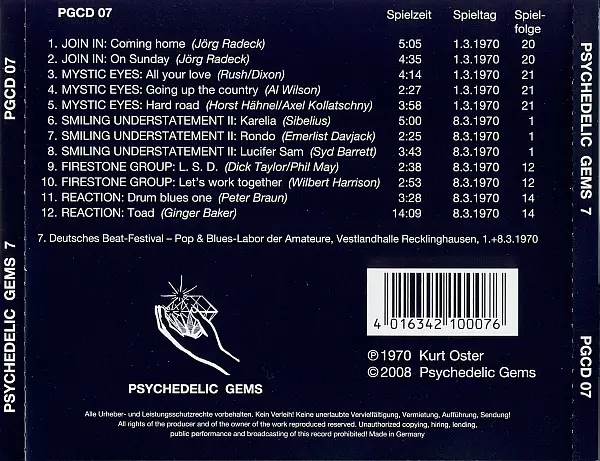 PGCD 07 Spielzeit Spieltag Spiel-
folge
1. JOIN IN: Coming home (Jörg Radeck) 5:05 1.3.1970 20
2. JOIN IN: On Sunday (Jörg Radeck) 4:35 1.3.1970 20
3. MYSTIC EYES: All your love (Rush/Dixon) 4:14 1.3.1970 21
4. MYSTIC EYES: Going up the country (Al Wilson) 2:27 1.3.1970 21
5. MYSTIC EYES: Hard road (Horst Hähnel/Axel Kollatschny) 3:58 1.3.1970 21
6. SMILING UNDERSTATEMENT II: Karelia (Sibelius) 5:00 8.3.1970 1
7. SMILING UNDERSTATEMENT II: Rondo (Emerlist Davjack) 2:25 8.3.1970 1
8. SMILING UNDERSTATEMENT II: Lucifer Sam (Syd Barrett) 3:43 8.3.1970 1
9. FIRESTONE GROUP: L. S. D. (Dick Taylor/Phil May) 2:38 8.3.1970 12
10. FIRESTONE GROUP: Let's work together (Wilbert Harrison) 2:53 8.3.1970 12
11. REACTION: Drum blues one (Peter Braun) 3:28 8.3.1970 14
12. REACTION: Toad (Ginger Baker) 14:09 8.3.1970 14
7. Deutsches Beat-Festival – Pop & Blues-Labor der Amateure, Vestlandhalle Recklinghausen, 1.+8.3.1970
4 016342 100076
℗ 1970 Kurt Oster
© 2008 Psychedelic Gems
PSYCHEDELIC GEMS
Alle Urheber- und Leistungsschutzrechte vorbehalten. Kein Verleih! Keine unerlaubte Vervielfältigung, Vermietung, Aufführung, Sendung!
All rights of the producer and of the owner of the work reproduced reserved. Unauthorized copying, hiring, lending,
public performance and broadcasting of this record prohibited! Made in Germany
PSYCHEDELIC GEMS 7 PGCD 07
PSYCHEDELIC GEMS 7 PGCD 07